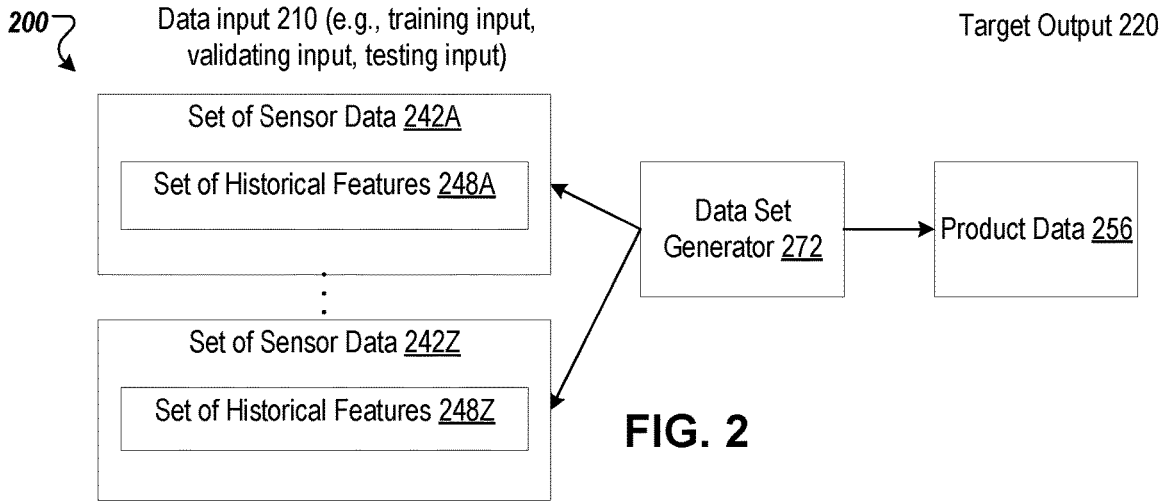 200
Data input 210 (e.g., training input,
validating input, testing input)
Target Output 220
Set of Sensor Data 242A
Set of Historical Features 248A
Data Set
Generator 272
Product Data 256
Set of Sensor Data 242Z
Set of Historical Features 248Z
FIG. 2